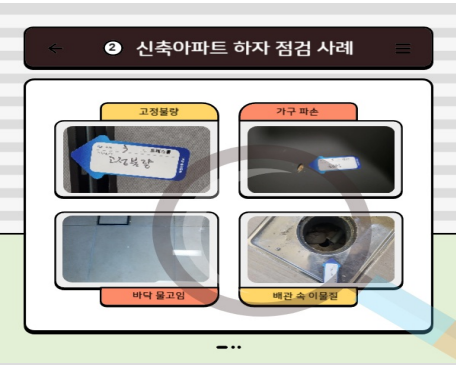 2 신축아파트 하자 점검 사례
고정불량
가구 파손
고정불량
바닥 물고임
배관 속 이물질